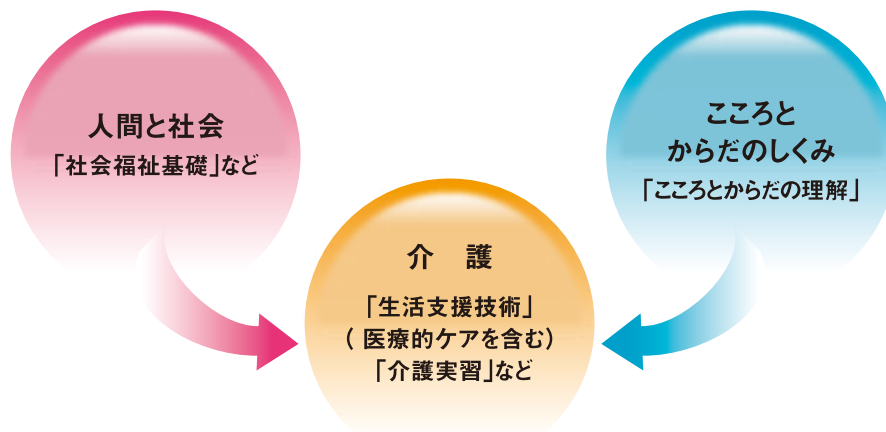 人間と社会
「社会福祉基礎」など
こころと
からだのしくみ
「こころとからだの理解」
介　護
「生活支援技術」
( 医療的ケアを含む)
「介護実習」など